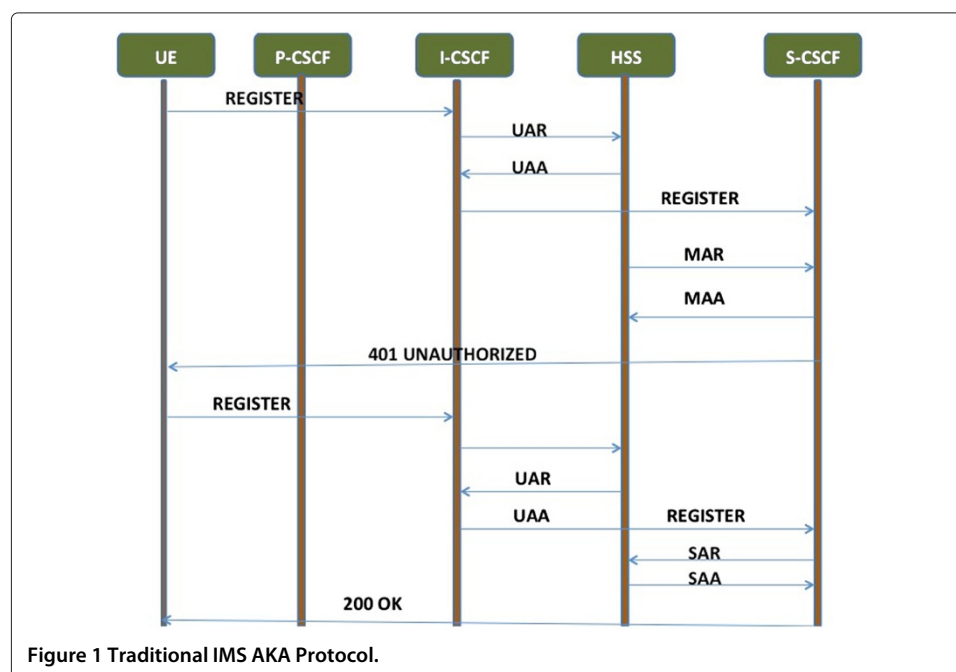 UE P-CSCF I-CSCF HSS S-CSCF
REGISTER
UAR
UAA
REGISTER
MAR
MAA
401 UNAUTHORIZED
REGISTER
UAR
UAA REGISTER
SAR
SAA
200 OK
Figure 1 Traditional IMS AKA Protocol.